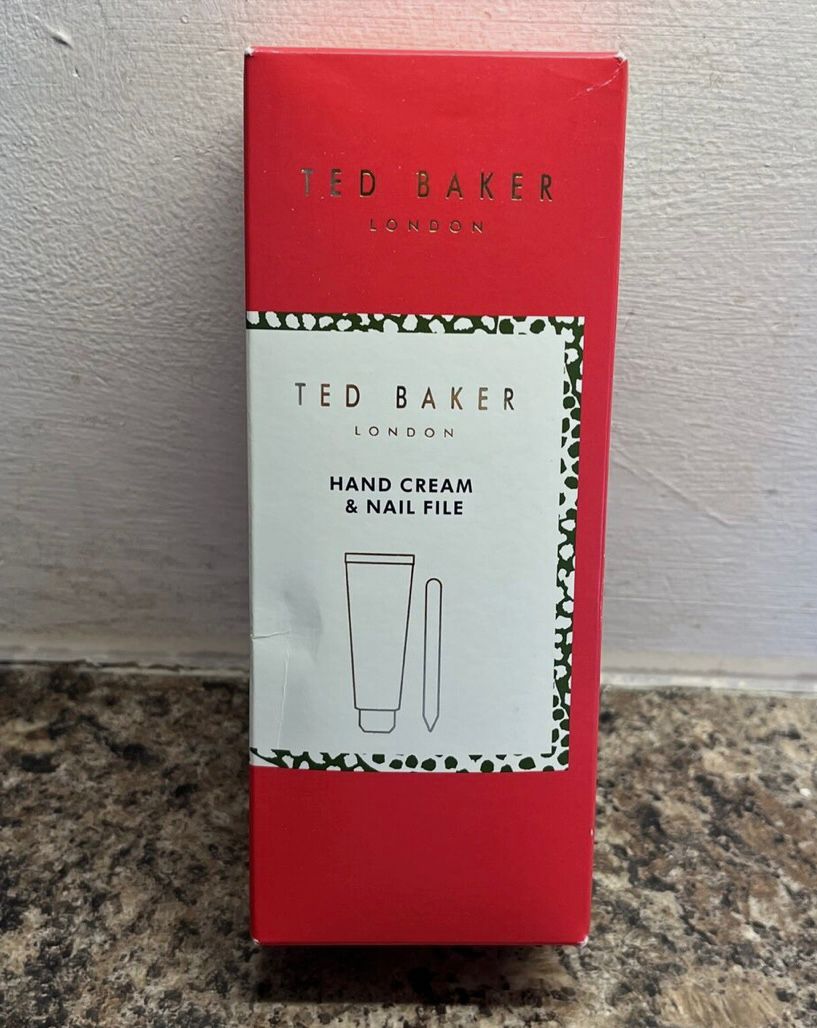 TED BAKER
LONDON
TED BAKER
LONDON
HAND CREAM
& NAIL FILE